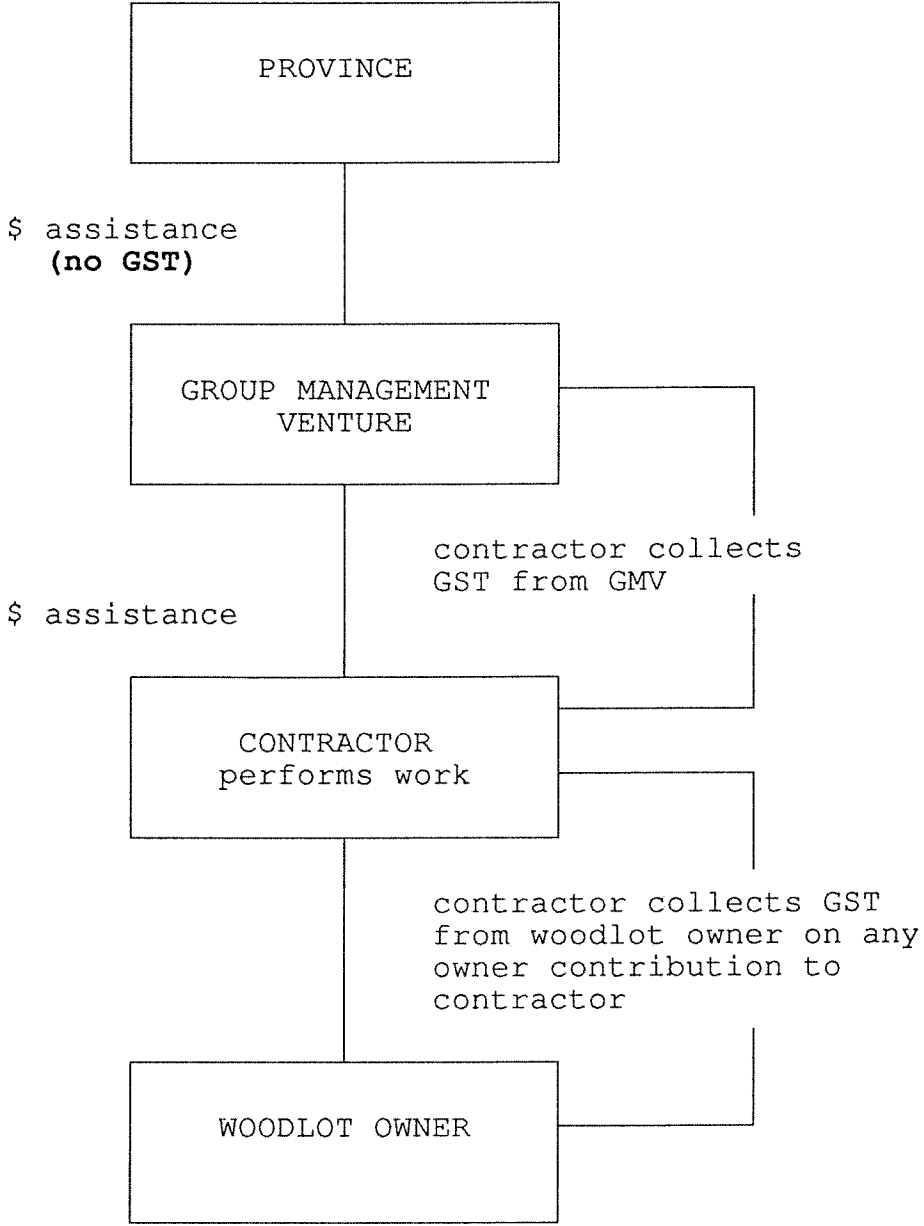 PROVINCE
$ assistance
(no GST)
GROUP MANAGEMENT
VENTURE
contractor collects
GST from GMV
$ assistance
CONTRACTOR
performs work
contractor collects GST
from woodlot owner on any
owner contribution to
contractor
WOODLOT OWNER